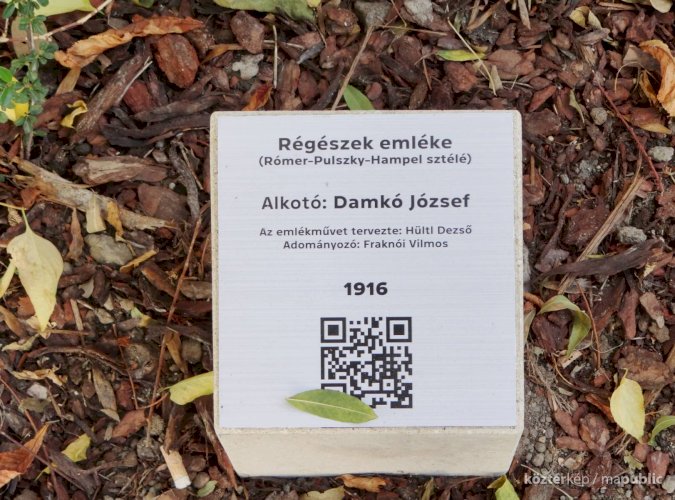 Régészek emléke
(Rómer-Pulszky-Hampel sztélé)
Alkotó: Damkó József
Az emlékművet tervezte: Hültl Dezső
Adományozó: Fraknói Vilmos
1916
köztérkép / mapublic